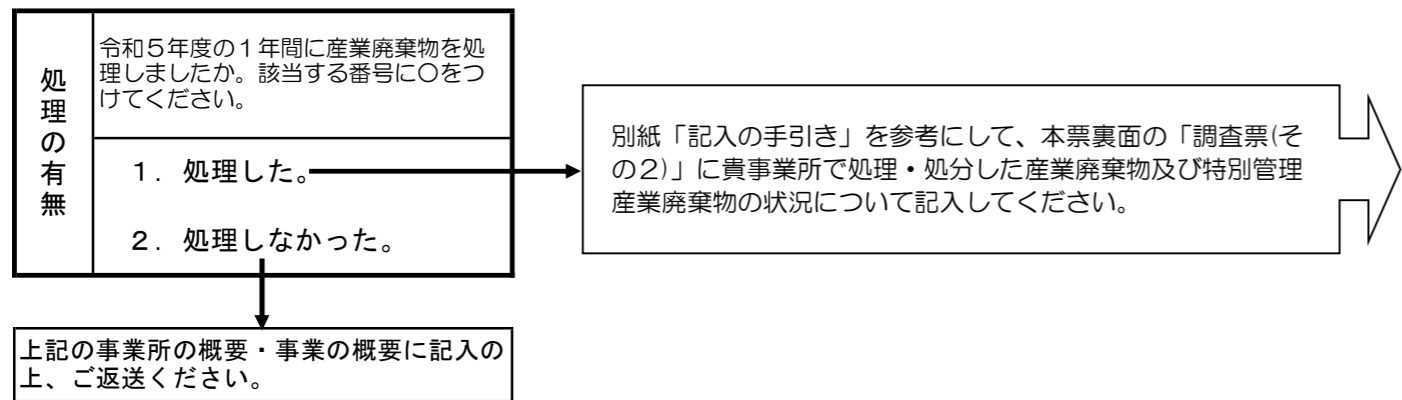 処理の有無
令和５年度の１年間に産業廃棄物を処
理しましたか。該当する番号に〇をつ
けてください。
１．処理した。
２．処理しなかった。
別紙「記入の手引き」を参考にして、本票裏面の「調査票(そ
の２)」に貴事業所で処理・処分した産業廃棄物及び特別管理
産業廃棄物の状況について記入してください。
上記の事業所の概要・事業の概要に記入の
上、ご返送ください。